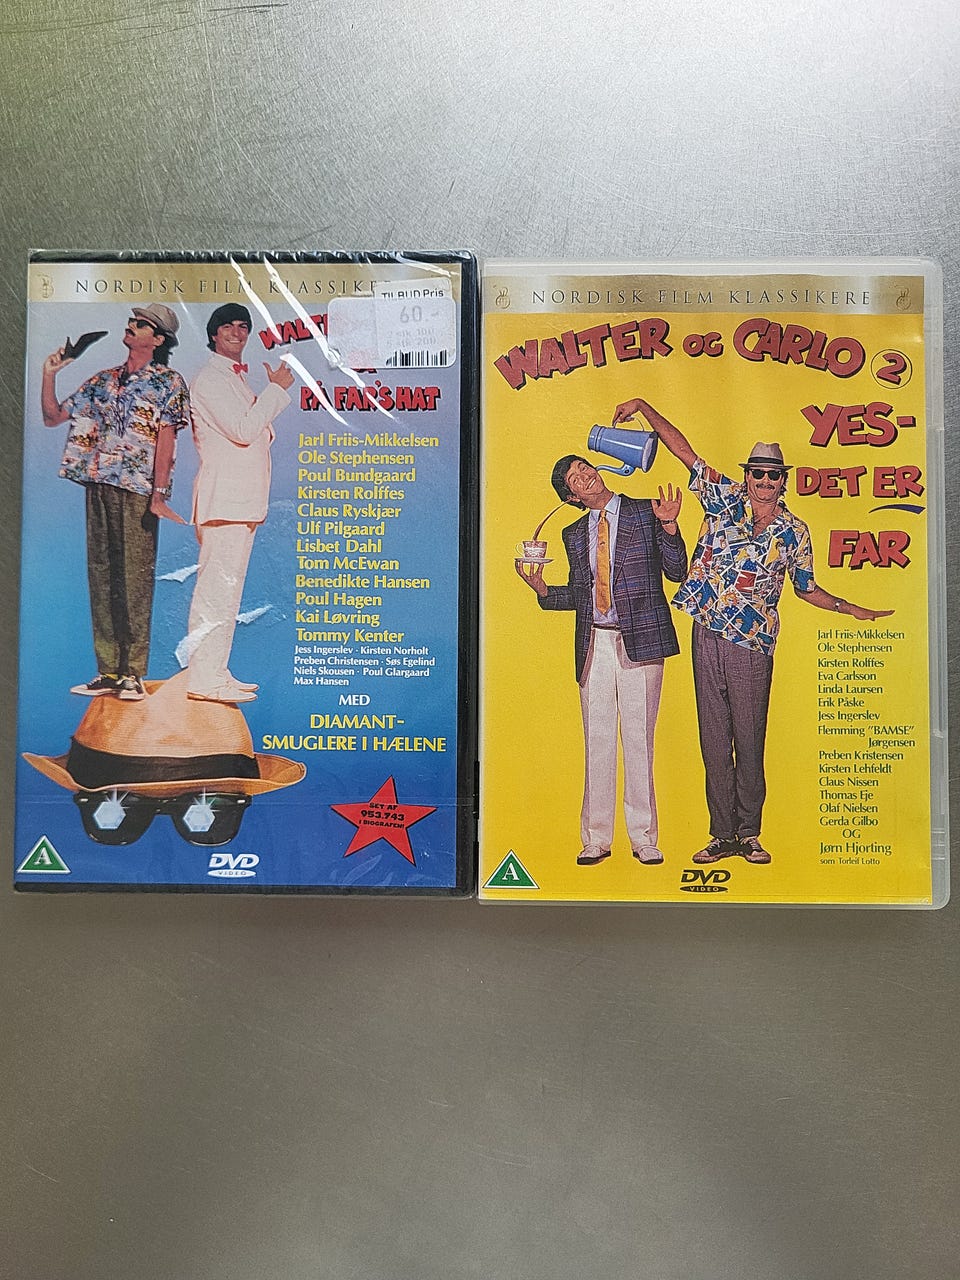 NORDISK FILM KLASSIKE
TILBUD Pris
60.-
WALT
PÅ FAR'S HAT
Jarl Friis-Mikkelsen
Ole Stephensen
Poul Bundgaard
Kirsten Rolffes
Claus Ryskjær
Ulf Pilgaard
Lisbet Dahl
Tom McEwan
Benedikte Hansen
Poul Hagen
Kai Løvring
Tommy Kenter
Jess Ingerslev · Kirsten Norholt
Preben Christensen · Søs Egelind
Niels Skousen · Poul Glargaard
Max Hansen
MED
DIAMANT-
SMUGLERE I HÆLENE
SET AF
953.743
I BIOGRAFEN!
A
DVD
VIDEO
NORDISK FILM KLASSIKERE
WALTER OG CARLO 2
YES-
DET ER
FAR
Jarl Friis-Mikkelsen
Ole Stephensen
Kirsten Rolffes
Eva Carlsson
Linda Laursen
Erik Påske
Jess Ingerslev
Flemming "BAMSE"
Jørgensen
Preben Kristensen
Kirsten Lehfeldt
Claus Nissen
Thomas Eje
Olaf Nielsen
Gerda Gilbo
OG
Jørn Hjorting
som Torleif Lotto
A
DVD
VIDEO